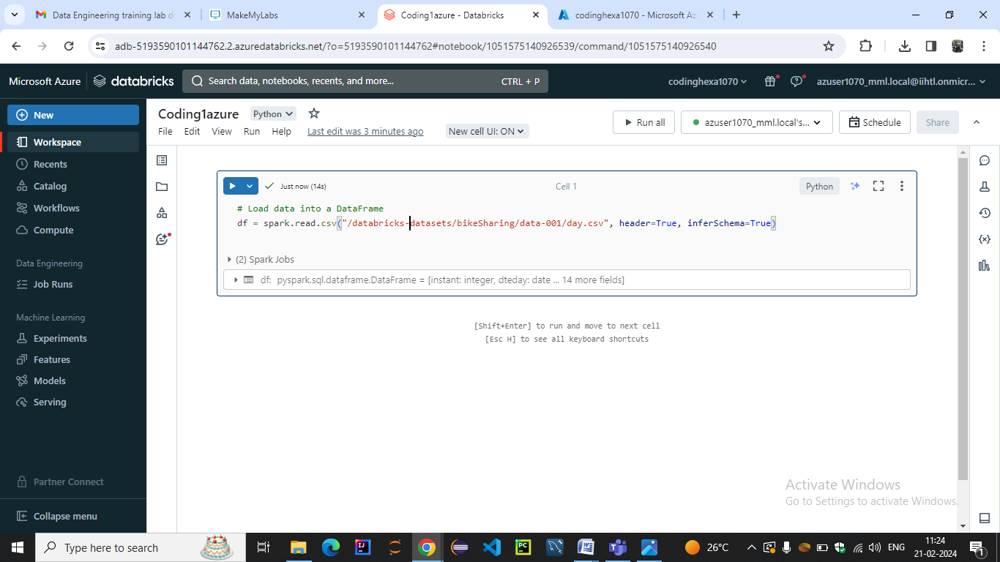 Data Engineering training lab d
MakeMyLabs
Coding1azure - Databricks
codinghexa1070 - Microsoft Az
adb-5193590101144762.2.azuredatabricks.net/?o=5193590101144762#notebook/1051575140926539/command/1051575140926540
Microsoft Azure
databricks
Search data, notebooks, recents, and more...
CTRL + P
codinghexa1070
azuser1070_mml.local@iihtl.onmicr...
New
Workspace
Recents
Catalog
Workflows
Compute
Data Engineering
Job Runs
Machine Learning
Experiments
Features
Models
Serving
Partner Connect
Collapse menu
Coding1azure
Python
File Edit View Run Help Last edit was 3 minutes ago New cell UI: ON
Run all
azuser1070_mml.local's...
Schedule
Share
Just now (14s)
Cell 1
Python
# Load data into a DataFrame
df = spark.read.csv("/databricks-datasets/bikeSharing/data-001/day.csv", header=True, inferSchema=True)
(2) Spark Jobs
df: pyspark.sql.dataframe.DataFrame = [instant: integer, dteday: date ... 14 more fields]
[Shift+Enter] to run and move to next cell
[Esc H] to see all keyboard shortcuts
Activate Windows
Go to Settings to activate Windows.
Type here to search
26°C
ENG
11:24
21-02-2024
1